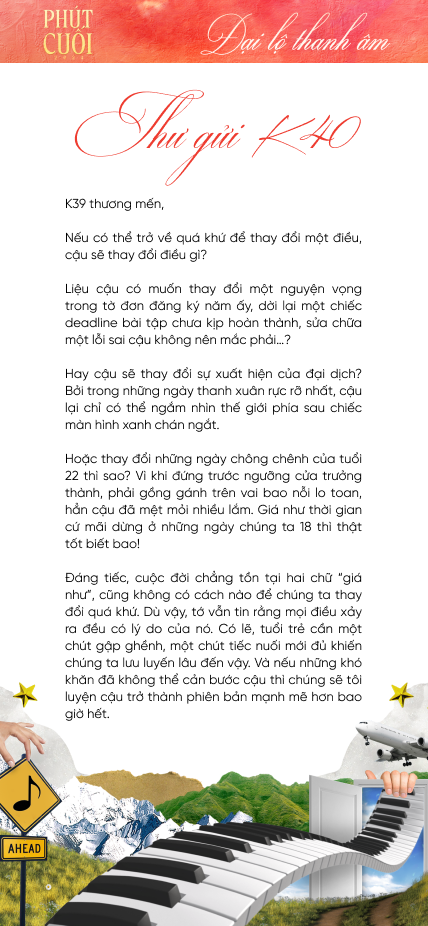 PHÚT
CUỐI
Đại lộ thanh âm
Thư gửi K40
K39 thương mến,
Nếu có thể trở về quá khứ để thay đổi một điều,
cậu sẽ thay đổi điều gì?
Liệu cậu có muốn thay đổi một nguyện vọng
trong tờ đơn đăng ký năm ấy, dời lại một chiếc
deadline bài tập chưa kịp hoàn thành, sửa chữa
một lỗi sai cậu không nên mắc phải...?
Hay cậu sẽ thay đổi sự xuất hiện của đại dịch?
Bởi trong những ngày thanh xuân rực rỡ nhất, cậu
lại chỉ có thể ngắm nhìn thế giới phía sau chiếc
màn hình xanh chán ngắt.
Hoặc thay đổi những ngày chông chênh của tuổi
22 thì sao? Vì khi đứng trước ngưỡng cửa trưởng
thành, phải gồng gánh trên vai bao nỗi lo toan,
hẳn cậu đã mệt mỏi nhiều lắm. Giá như thời gian
cứ mãi dừng ở những ngày chúng ta 18 thì thật
tốt biết bao!
Đáng tiếc, cuộc đời chẳng tồn tại hai chữ “giá
như”, cũng không có cách nào để chúng ta thay
đổi quá khứ. Dù vậy, tớ vẫn tin rằng mọi điều xảy
ra đều có lý do của nó. Có lẽ, tuổi trẻ cần một
chút gập ghềnh, một chút tiếc nuối mới đủ khiến
chúng ta lưu luyến lâu đến vậy. Và nếu những khó
khăn đã không thể cản bước cậu thì chúng sẽ tôi
luyện cậu trở thành phiên bản mạnh mẽ hơn bao
giờ hết.
AHEAD